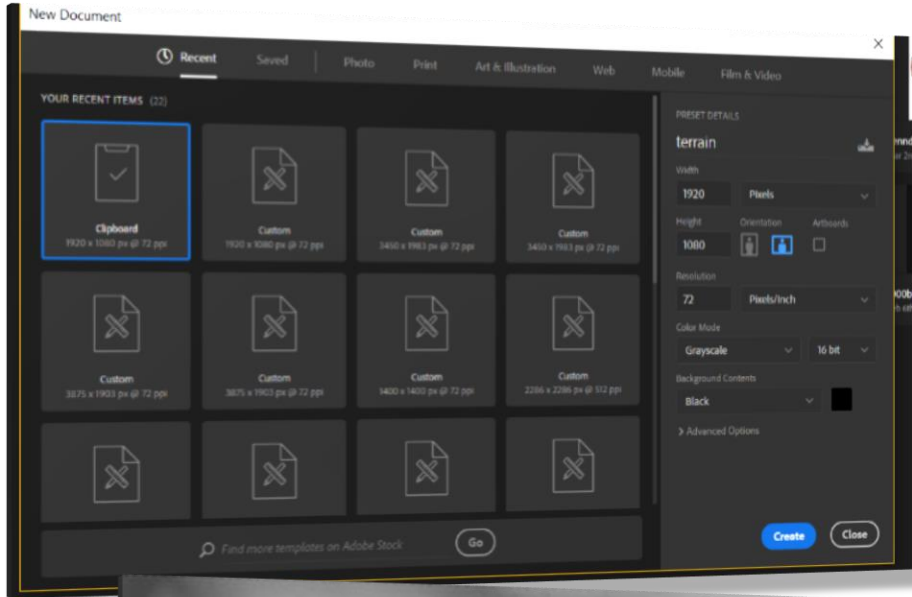 New Document
Recent
Saved
Photo
Print
Art & Illustration
Web
Mobile
Film & Video
YOUR RECENT ITEMS (22)
Clipboard
1920 x 1080 px @ 72 ppi
Custom
1920 x 1080 px @ 72 ppi
Custom
3460 x 1983 px @ 72 ppi
Custom
3460 x 1983 px @ 72 ppi
Custom
3875 x 1903 px @ 72 ppi
Custom
3875 x 1903 px @ 72 ppi
Custom
3400 x 1400 px @ 72 ppi
Custom
2286 x 2286 px @ 512 ppi
Find more templates on Adobe Stock
Go
PRESET DETAILS
terrain
Width
1920
Pixels
Height
Orientation
Artboards
1080
Resolution
72
Pixels/Inch
Color Mode
Grayscale
16 bit
Background Contents
Black
Advanced Options
Create
Close